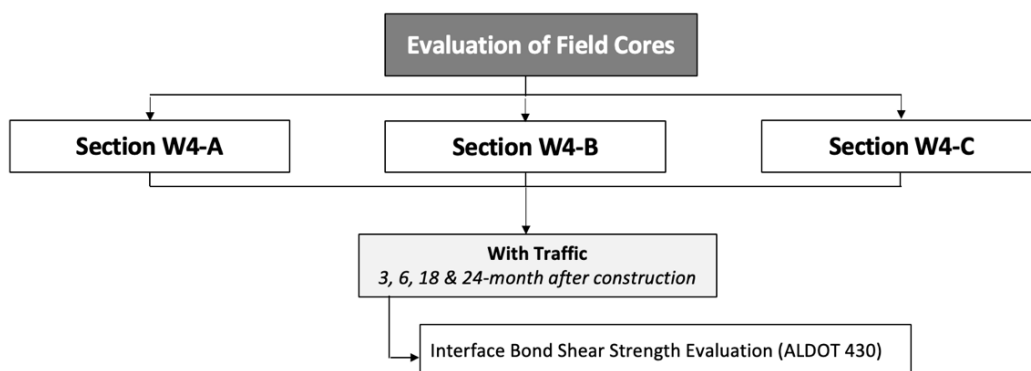 Evaluation of Field Cores
Section W4-A
Section W4-B
Section W4-C
With Traffic
3, 6, 18 & 24-month after construction
Interface Bond Shear Strength Evaluation (ALDOT 430)